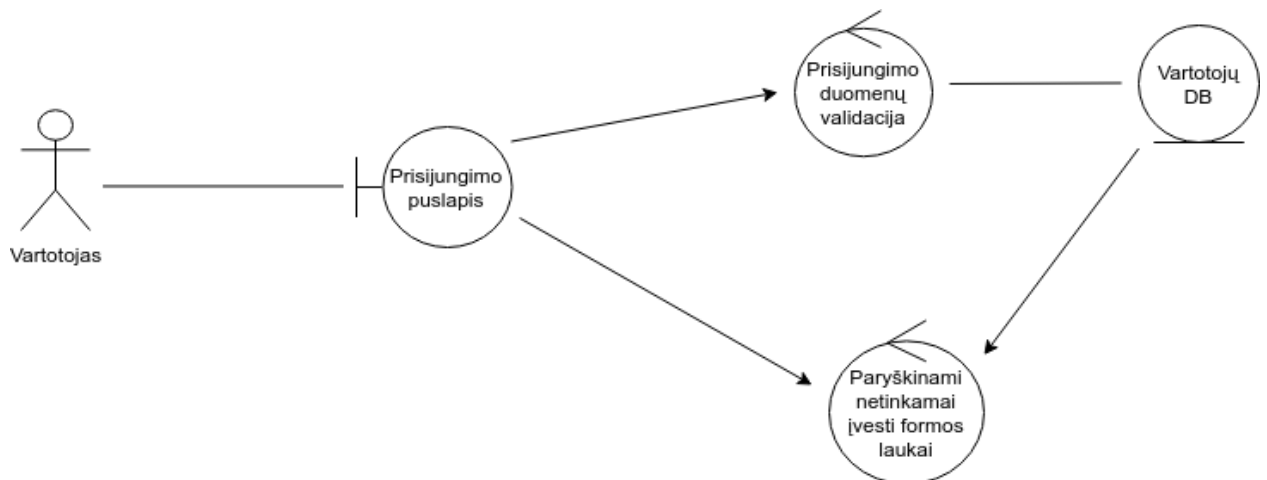 Vartotojas
Prisijungimo
puslapis
Prisijungimo
duomenų
validacija
Vartotojų
DB
Paryškinami
netinkamai
įvesti formos
laukai